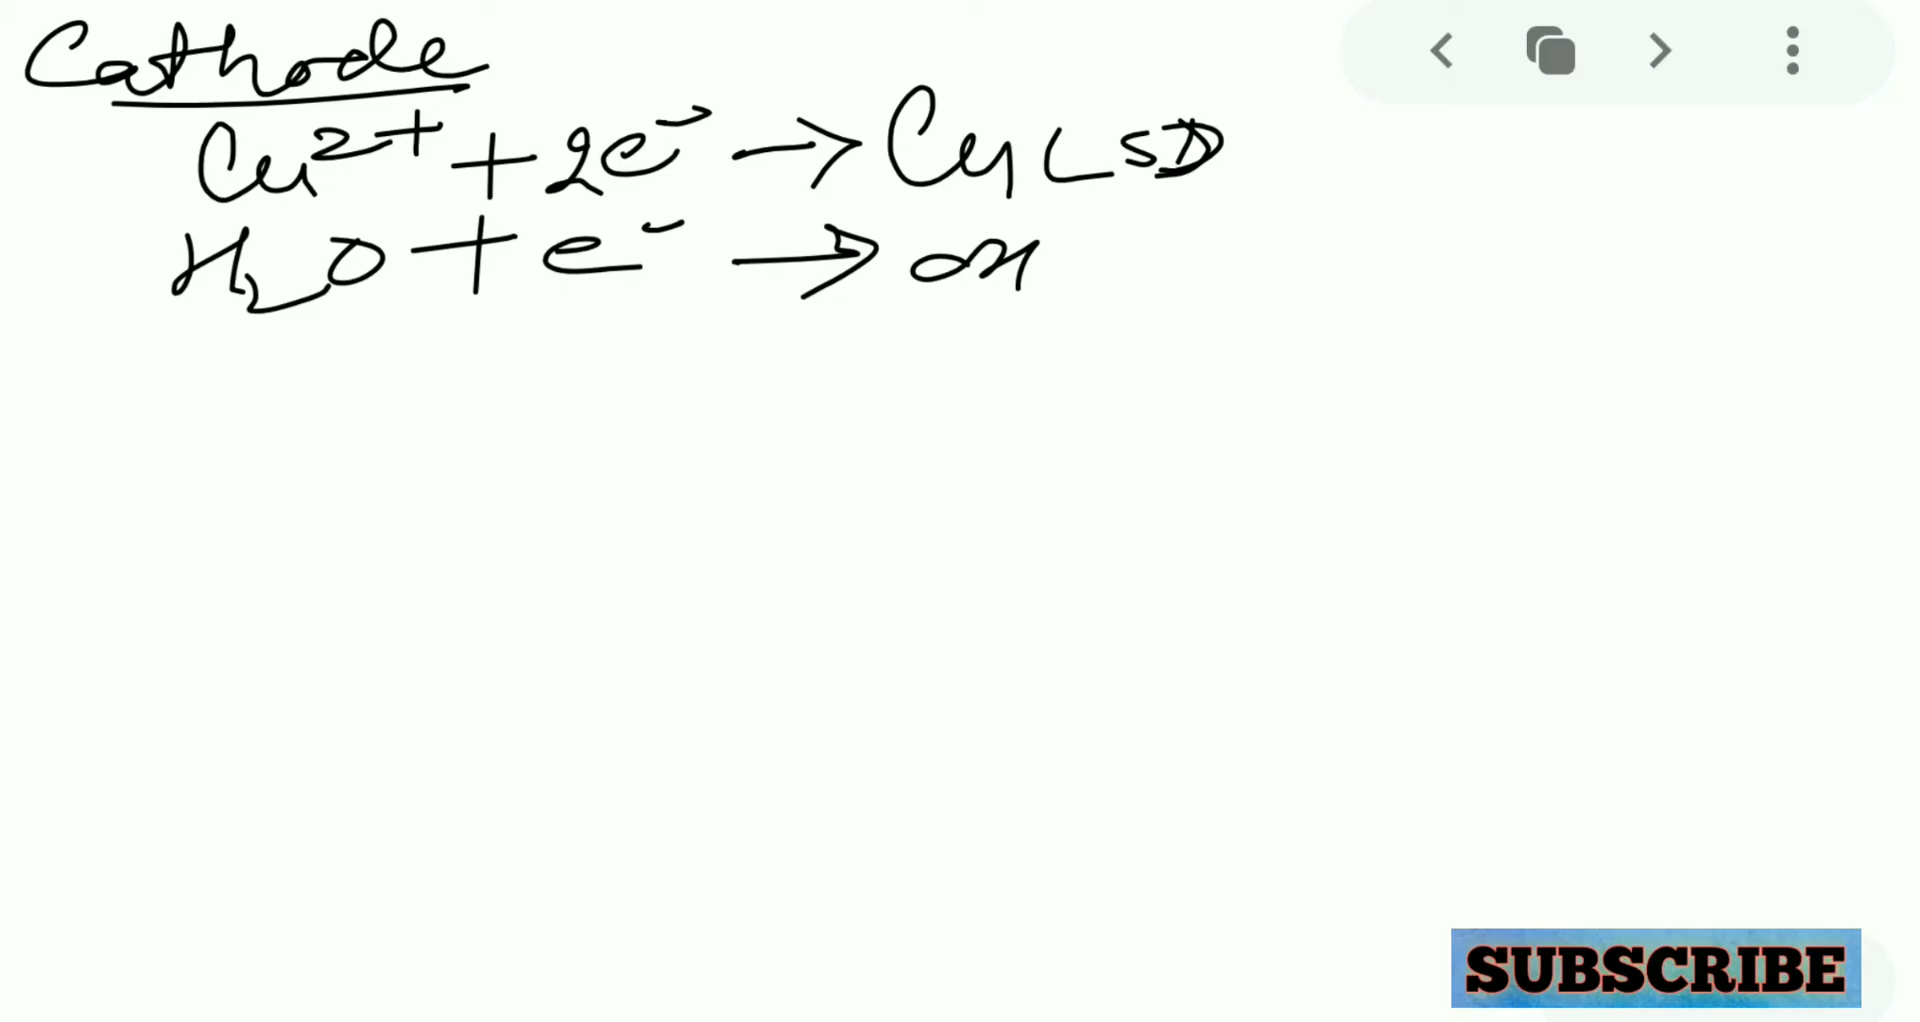 Cathode
Cu²⁺ + 2e⁻ → Cu(s)
H₂O + e⁻ → OH
SUBSCRIBE